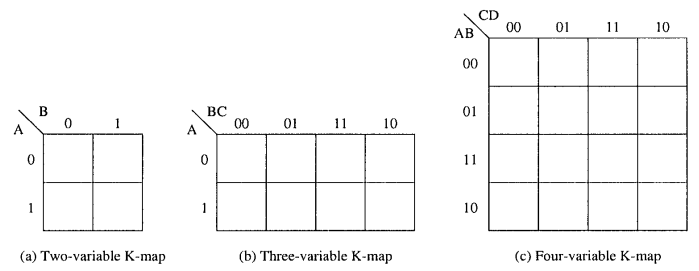 B
A 0 1
0
1
(a) Two-variable K-map
BC
A 00 01 11 10
0
1
(b) Three-variable K-map
CD
AB 00 01 11 10
00
01
11
10
(c) Four-variable K-map